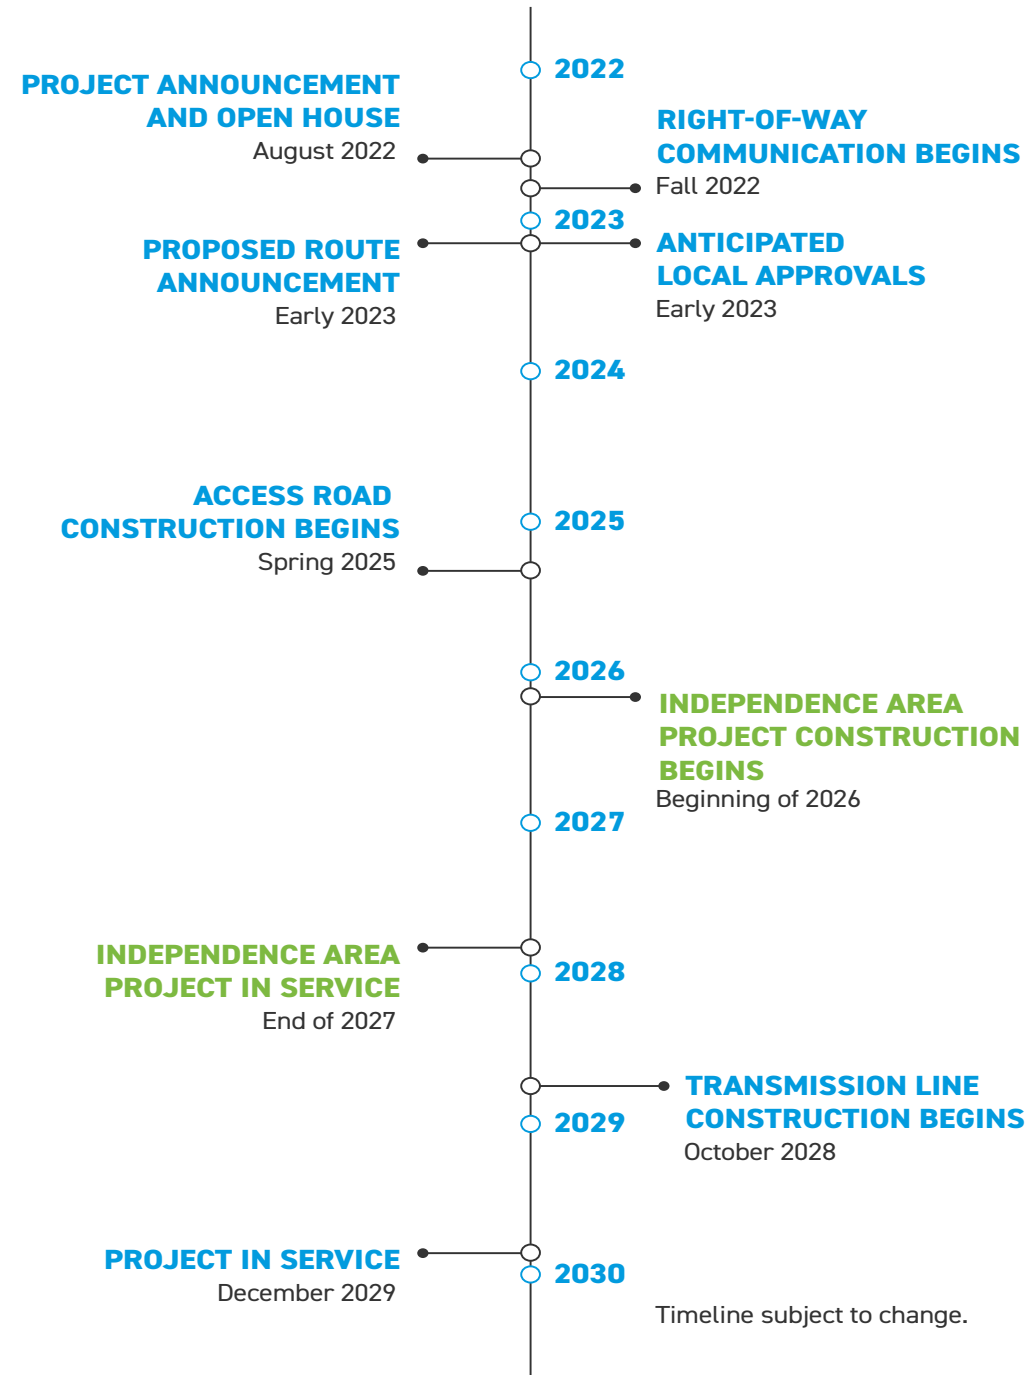 2022
PROJECT ANNOUNCEMENT
AND OPEN HOUSE
August 2022
RIGHT-OF-WAY
COMMUNICATION BEGINS
Fall 2022
2023
PROPOSED ROUTE
ANNOUNCEMENT
Early 2023
ANTICIPATED
LOCAL APPROVALS
Early 2023
2024
2025
ACCESS ROAD
CONSTRUCTION BEGINS
Spring 2025
2026
INDEPENDENCE AREA
PROJECT CONSTRUCTION
BEGINS
Beginning of 2026
2027
INDEPENDENCE AREA
PROJECT IN SERVICE
End of 2027
2028
TRANSMISSION LINE
CONSTRUCTION BEGINS
October 2028
2029
PROJECT IN SERVICE
December 2029
2030
Timeline subject to change.